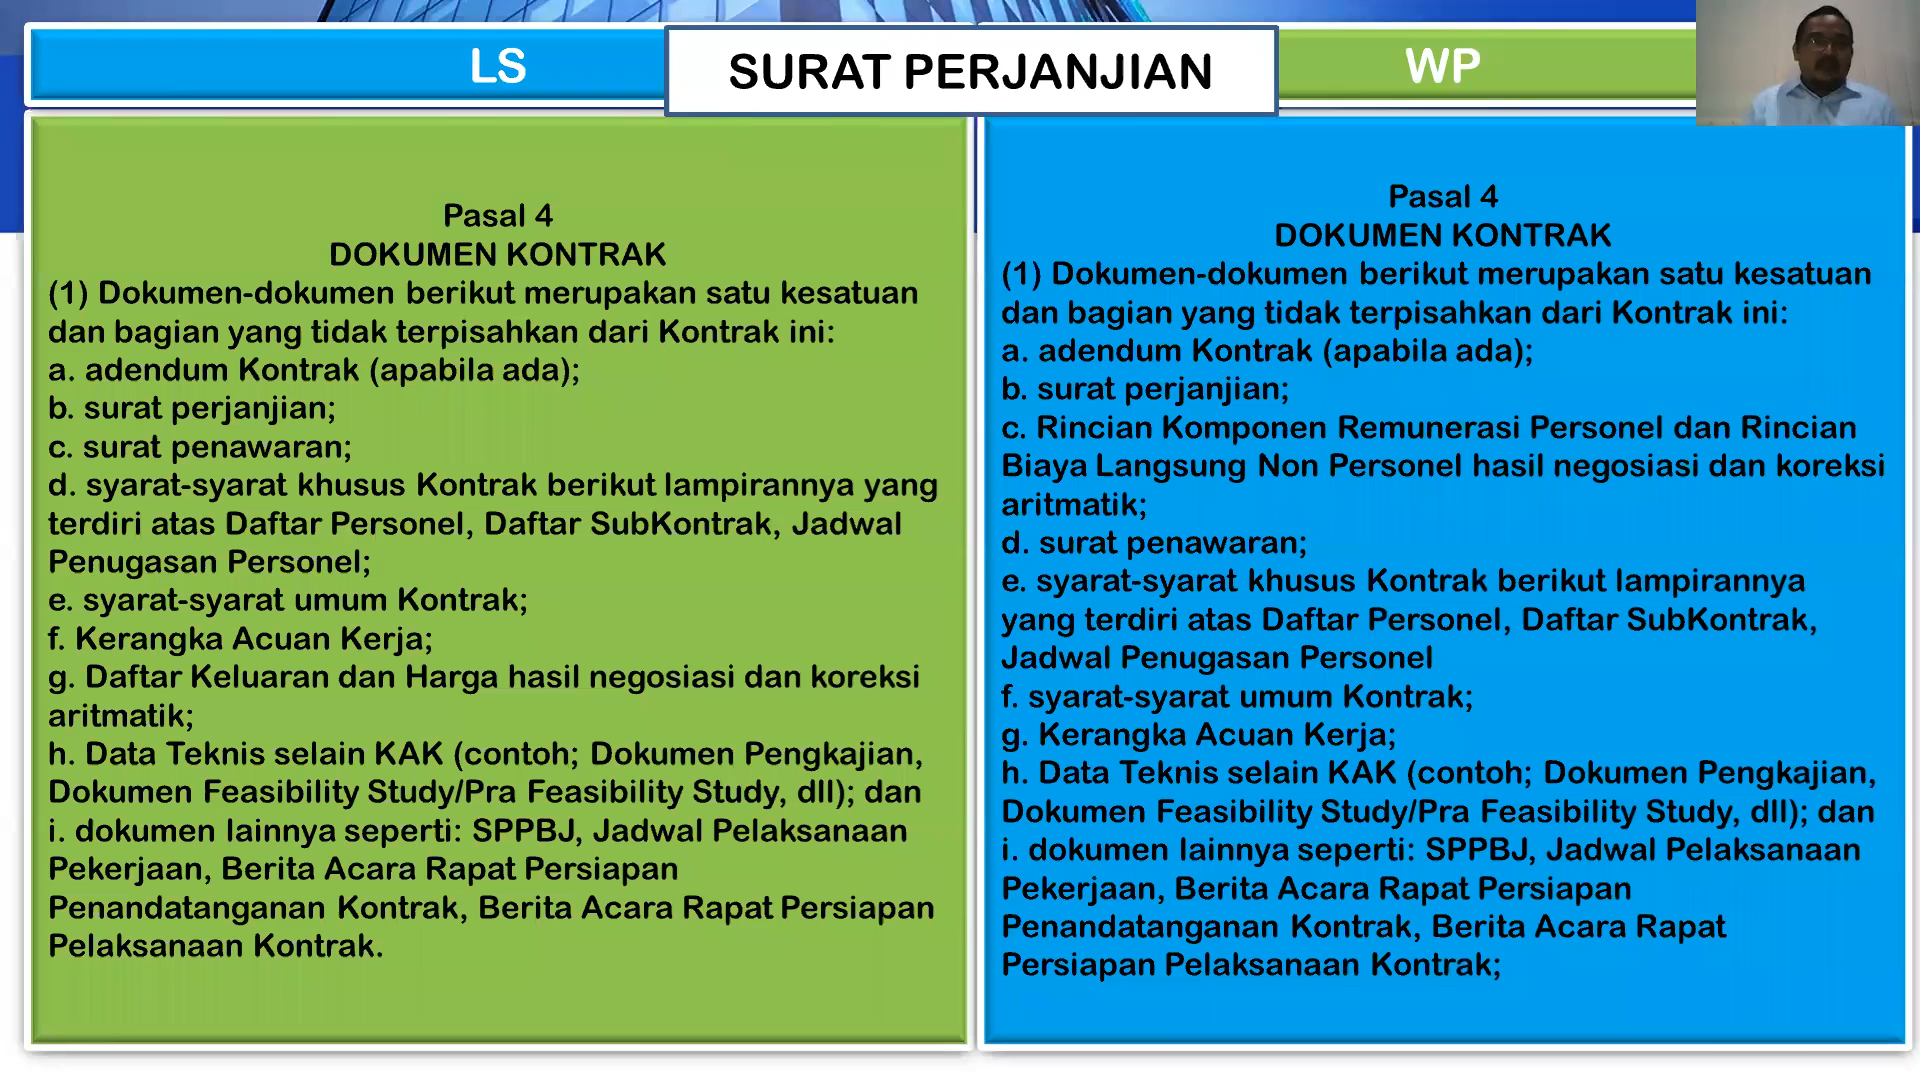 LS
SURAT PERJANJIAN
WP
Pasal 4
DOKUMEN KONTRAK
(1) Dokumen-dokumen berikut merupakan satu kesatuan
dan bagian yang tidak terpisahkan dari Kontrak ini:
a. adendum Kontrak (apabila ada);
b. surat perjanjian;
c. surat penawaran;
d. syarat-syarat khusus Kontrak berikut lampirannya yang
terdiri atas Daftar Personel, Daftar SubKontrak, Jadwal
Penugasan Personel;
e. syarat-syarat umum Kontrak;
f. Kerangka Acuan Kerja;
g. Daftar Keluaran dan Harga hasil negosiasi dan koreksi
aritmatik;
h. Data Teknis selain KAK (contoh; Dokumen Pengkajian,
Dokumen Feasibility Study/Pra Feasibility Study, dll); dan
i. dokumen lainnya seperti: SPPBJ, Jadwal Pelaksanaan
Pekerjaan, Berita Acara Rapat Persiapan
Penandatanganan Kontrak, Berita Acara Rapat Persiapan
Pelaksanaan Kontrak.
Pasal 4
DOKUMEN KONTRAK
(1) Dokumen-dokumen berikut merupakan satu kesatuan
dan bagian yang tidak terpisahkan dari Kontrak ini:
a. adendum Kontrak (apabila ada);
b. surat perjanjian;
c. Rincian Komponen Remunerasi Personel dan Rincian
Biaya Langsung Non Personel hasil negosiasi dan koreksi
aritmatik;
d. surat penawaran;
e. syarat-syarat khusus Kontrak berikut lampirannya
yang terdiri atas Daftar Personel, Daftar SubKontrak,
Jadwal Penugasan Personel
f. syarat-syarat umum Kontrak;
g. Kerangka Acuan Kerja;
h. Data Teknis selain KAK (contoh; Dokumen Pengkajian,
Dokumen Feasibility Study/Pra Feasibility Study, dll); dan
i. dokumen lainnya seperti: SPPBJ, Jadwal Pelaksanaan
Pekerjaan, Berita Acara Rapat Persiapan
Penandatanganan Kontrak, Berita Acara Rapat
Persiapan Pelaksanaan Kontrak;